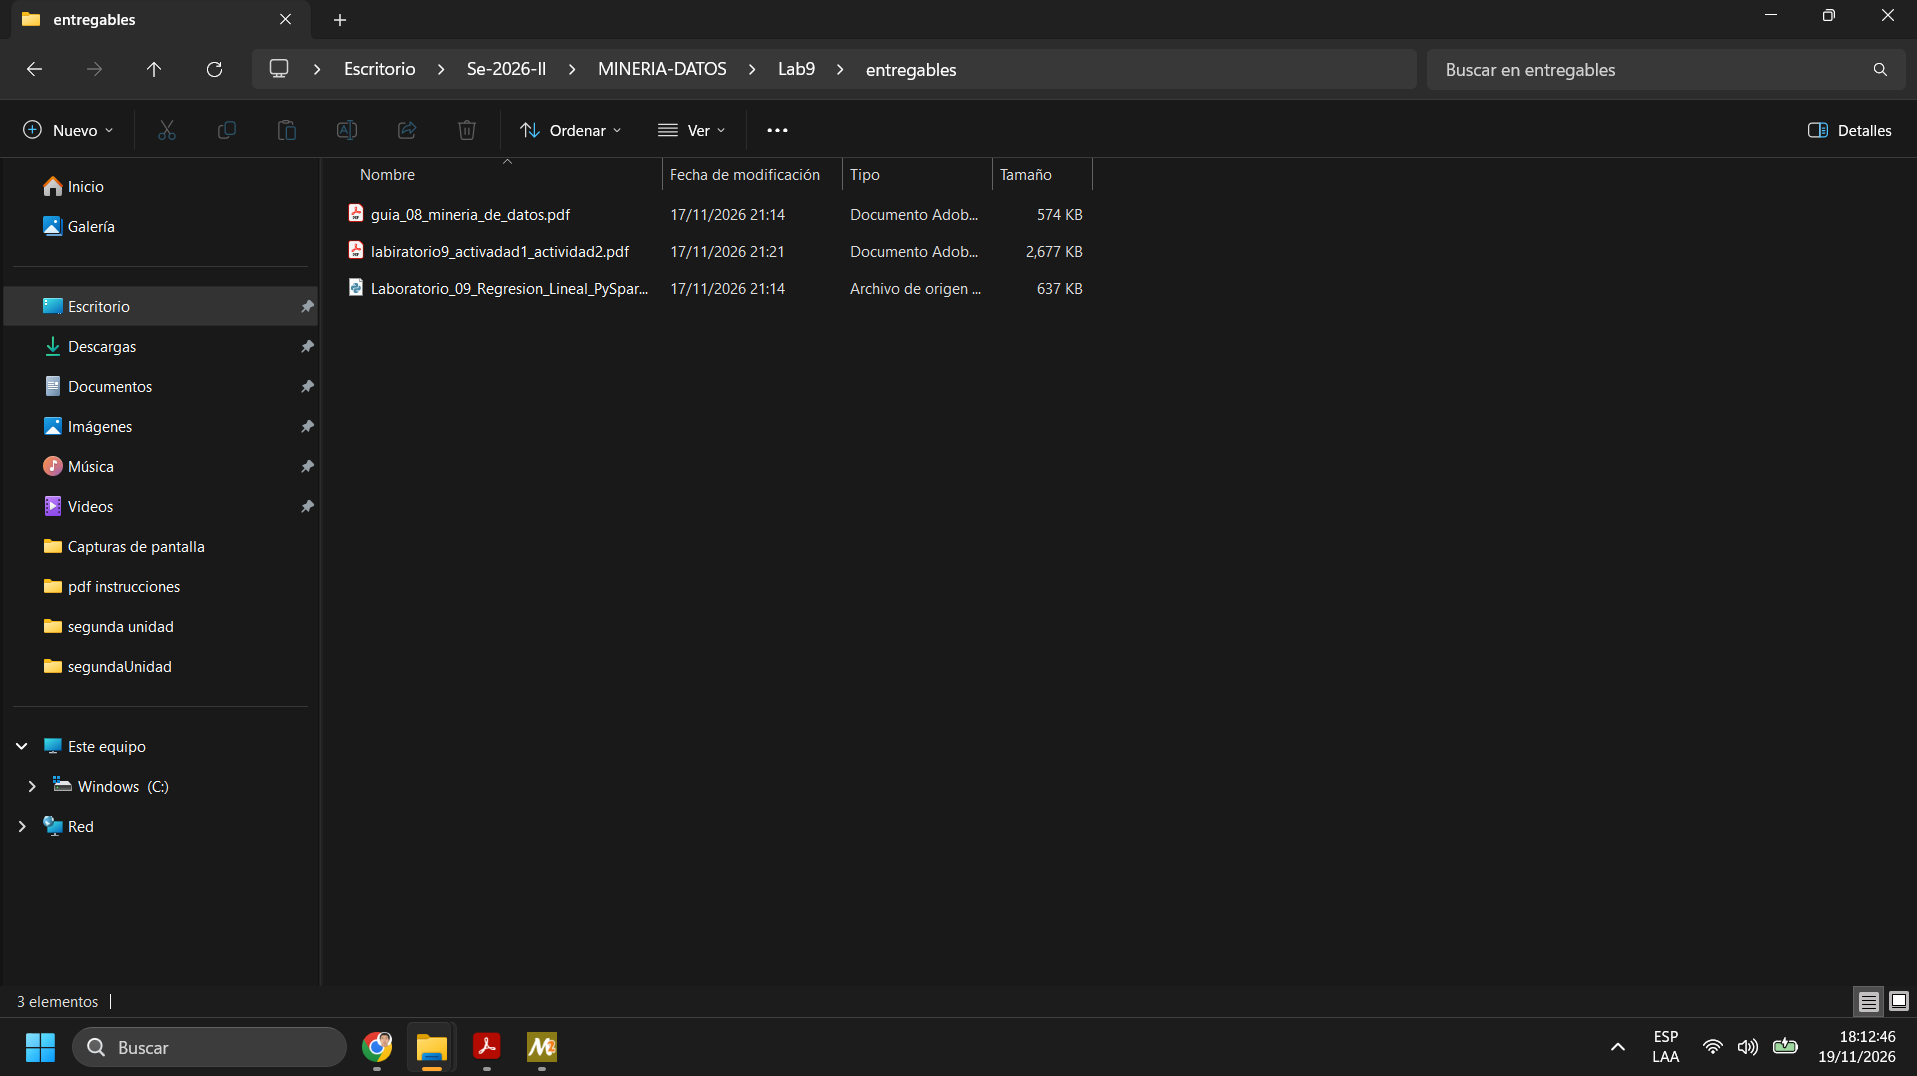 entregables
Escritorio
Se-2026-II
MINERIA-DATOS
Lab9
entregables
Buscar en entregables
Nuevo
Ordenar
Ver
Detalles
Inicio
Galería
Escritorio
Descargas
Documentos
Imágenes
Música
Videos
Capturas de pantalla
pdf instrucciones
segunda unidad
segundaUnidad
Este equipo
Windows (C:)
Red
Nombre Fecha de modificación Tipo Tamaño
guia_08_mineria_de_datos.pdf 17/11/2026 21:14 Documento Adob... 574 KB
labiratorio9_activadad1_actividad2.pdf 17/11/2026 21:21 Documento Adob... 2,677 KB
Laboratorio_09_Regresion_Lineal_PySpar... 17/11/2026 21:14 Archivo de origen ... 637 KB
3 elementos
Buscar
ESP
LAA
18:12:46
19/11/2026